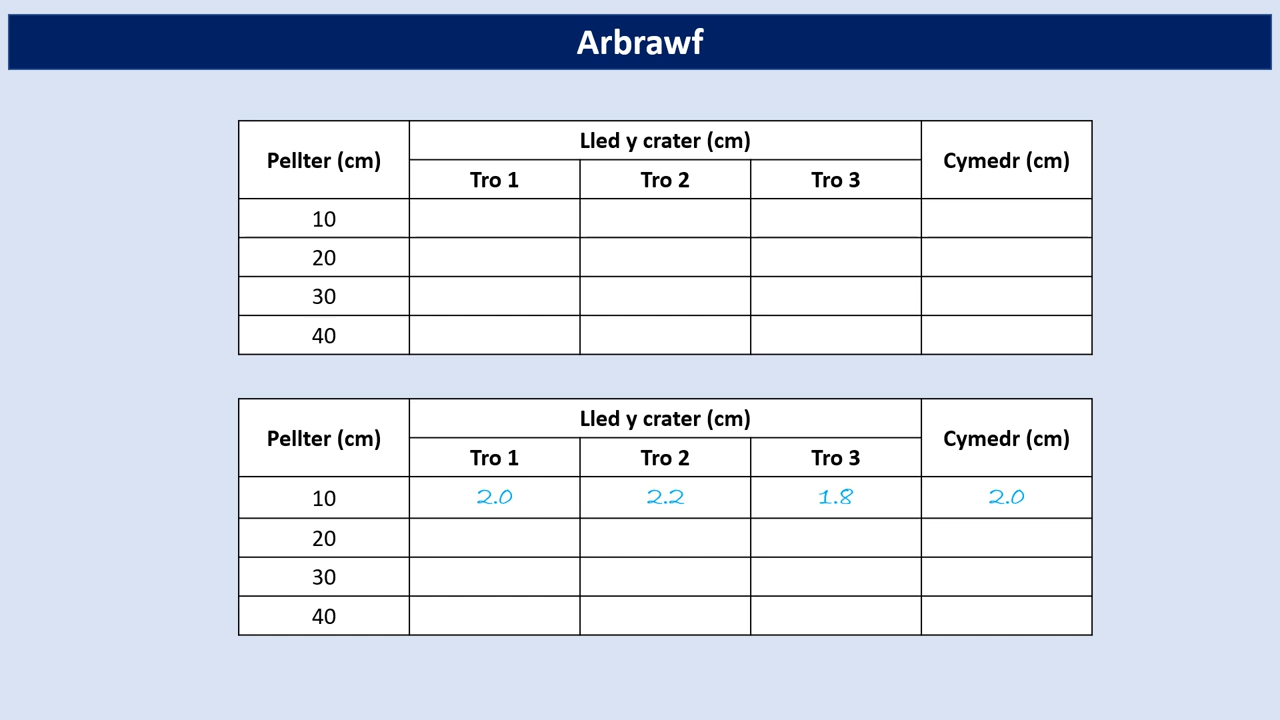 Arbrawf
Pellter (cm) Lled y crater (cm) Cymedr (cm)
Tro 1 Tro 2 Tro 3
10
20
30
40
Pellter (cm) Lled y crater (cm) Cymedr (cm)
Tro 1 Tro 2 Tro 3
10 2.0 2.2 1.8 2.0
20
30
40